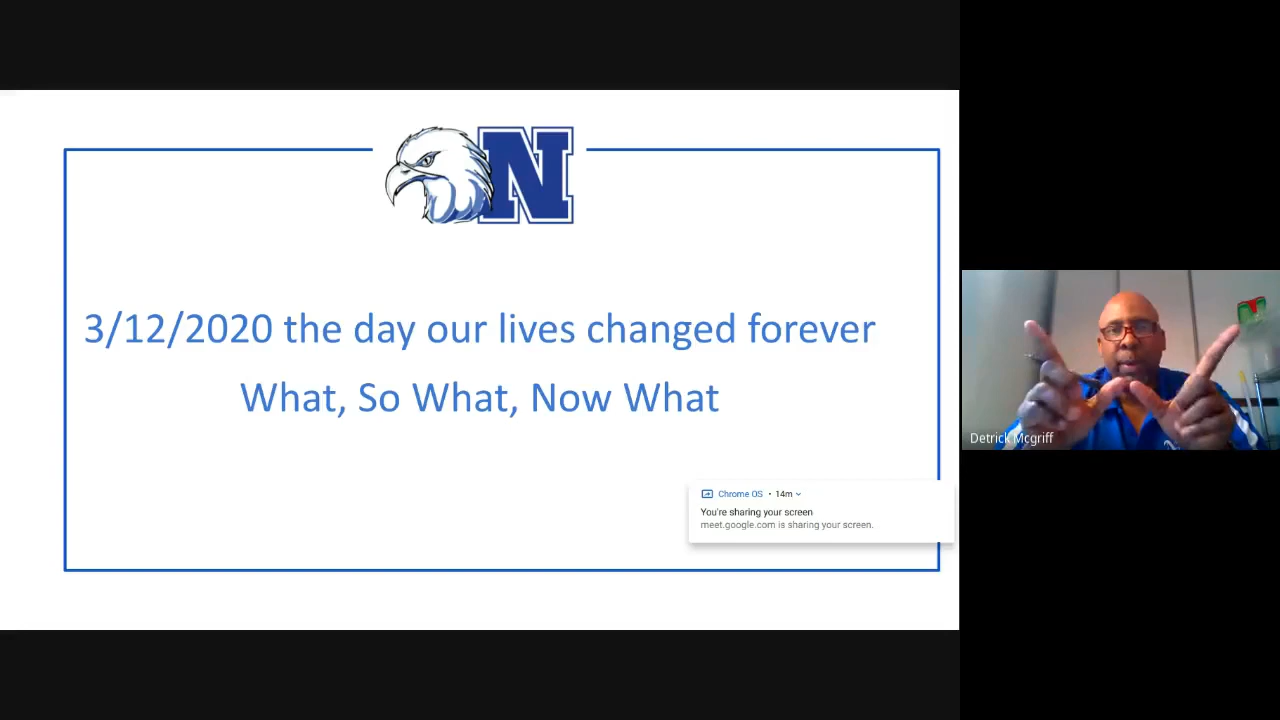 N
3/12/2020 the day our lives changed forever
What, So What, Now What
Chrome OS • 14m
You're sharing your screen
meet.google.com is sharing your screen.
Detrick Mcgriff